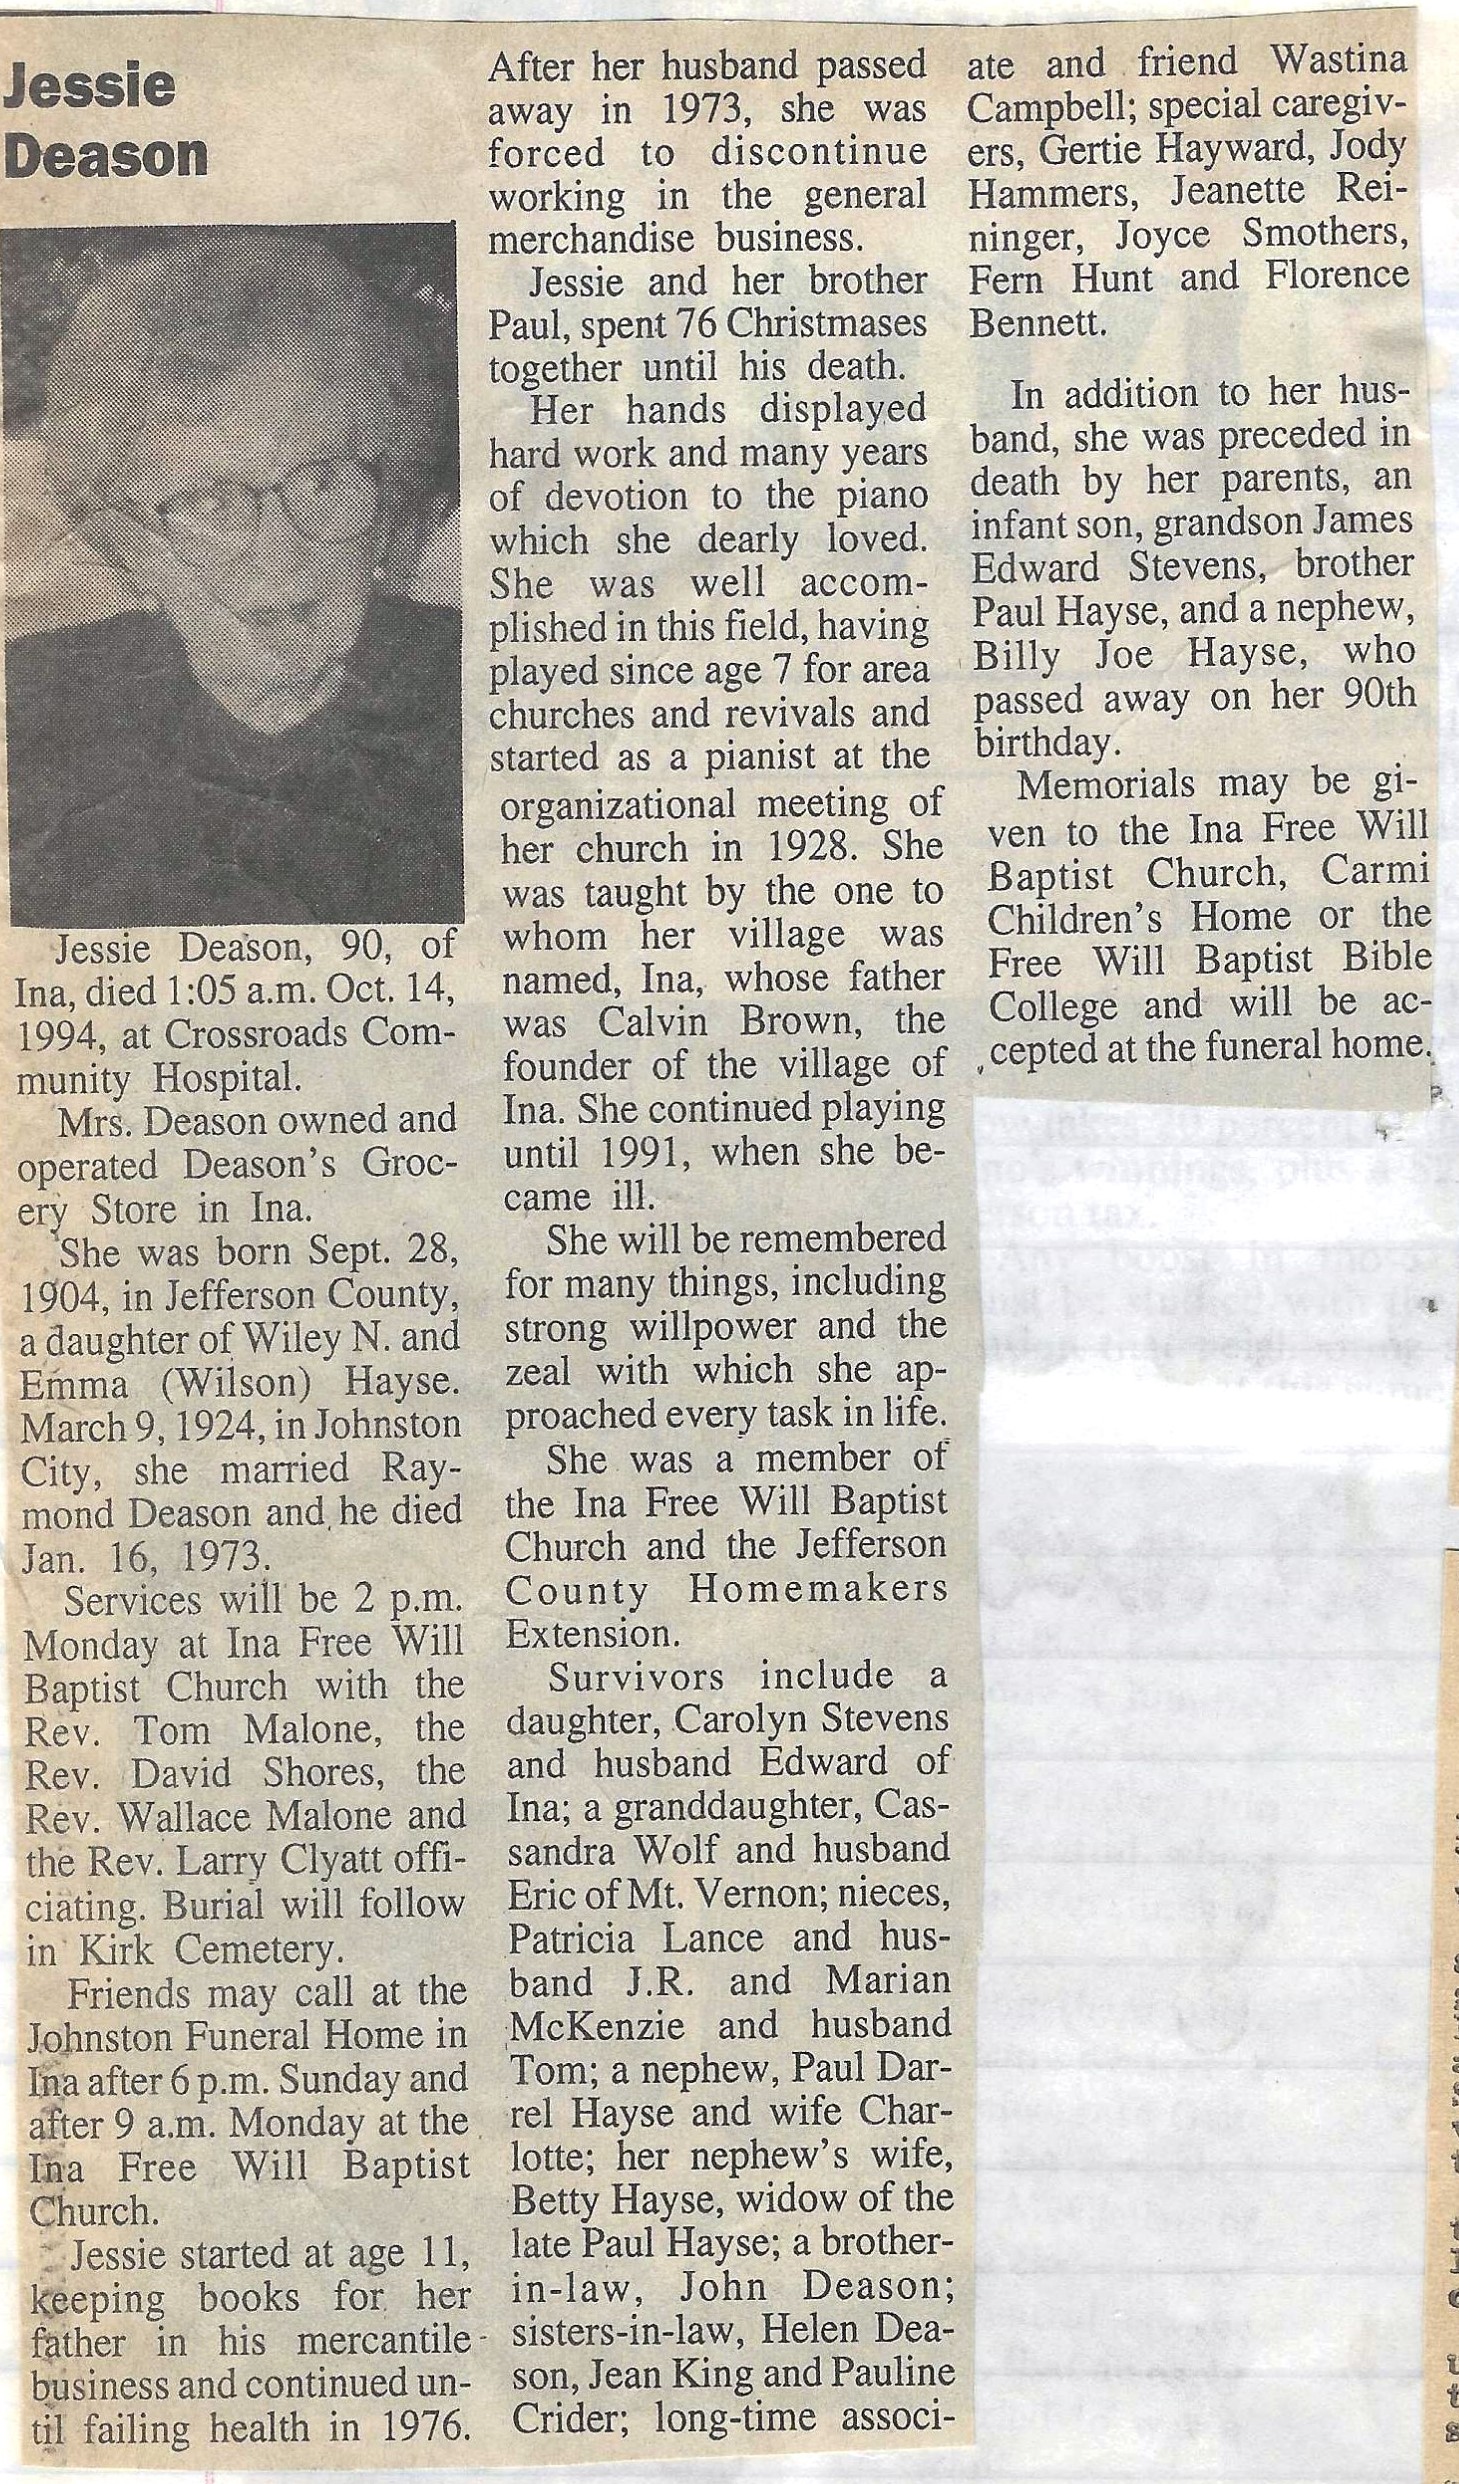 Jessie
Deason
Jessie Deason, 90, of
Ina, died 1:05 a.m. Oct. 14,
1994, at Crossroads Com-
munity Hospital.
Mrs. Deason owned and
operated Deason's Groc-
ery Store in Ina.
She was born Sept. 28,
1904, in Jefferson County,
a daughter of Wiley N. and
Emma (Wilson) Hayse.
March 9, 1924, in Johnston
City, she married Ray-
mond Deason and he died
Jan. 16, 1973.
Services will be 2 p.m.
Monday at Ina Free Will
Baptist Church with the
Rev. Tom Malone, the
Rev. David Shores, the
Rev. Wallace Malone and
the Rev. Larry Clyatt offi-
ciating. Burial will follow
in Kirk Cemetery.
Friends may call at the
Johnston Funeral Home in
Ina after 6 p.m. Sunday and
after 9 a.m. Monday at the
Ina Free Will Baptist
Church.
Jessie started at age 11,
keeping books for her
father in his mercantile
business and continued un-
til failing health in 1976.
After her husband passed
away in 1973, she was
forced to discontinue
working in the general
merchandise business.
Jessie and her brother
Paul, spent 76 Christmases
together until his death.
Her hands displayed
hard work and many years
of devotion to the piano
which she dearly loved.
She was well accom-
plished in this field, having
played since age 7 for area
churches and revivals and
started as a pianist at the
organizational meeting of
her church in 1928. She
was taught by the one to
whom her village was
named, Ina, whose father
was Calvin Brown, the
founder of the village of
Ina. She continued playing
until 1991, when she be-
came ill.
She will be remembered
for many things, including
strong willpower and the
zeal with which she ap-
proached every task in life.
She was a member of
the Ina Free Will Baptist
Church and the Jefferson
County Homemakers
Extension.
Survivors include a
daughter, Carolyn Stevens
and husband Edward of
Ina; a granddaughter, Cas-
sandra Wolf and husband
Eric of Mt. Vernon; nieces,
Patricia Lance and hus-
band J.R. and Marian
McKenzie and husband
Tom; a nephew, Paul Dar-
rel Hayse and wife Char-
lotte; her nephew's wife,
Betty Hayse, widow of the
late Paul Hayse; a brother-
in-law, John Deason;
sisters-in-law, Helen Dea-
son, Jean King and Pauline
Crider; long-time associ-
ate and friend Wastina
Campbell; special caregiv-
ers, Gertie Hayward, Jody
Hammers, Jeanette Rei-
ninger, Joyce Smothers,
Fern Hunt and Florence
Bennett.
In addition to her hus-
band, she was preceded in
death by her parents, an
infant son, grandson James
Edward Stevens, brother
Paul Hayse, and a nephew,
Billy Joe Hayse, who
passed away on her 90th
birthday.
Memorials may be gi-
ven to the Ina Free Will
Baptist Church, Carmi
Children's Home or the
Free Will Baptist Bible
College and will be ac-
cepted at the funeral home.